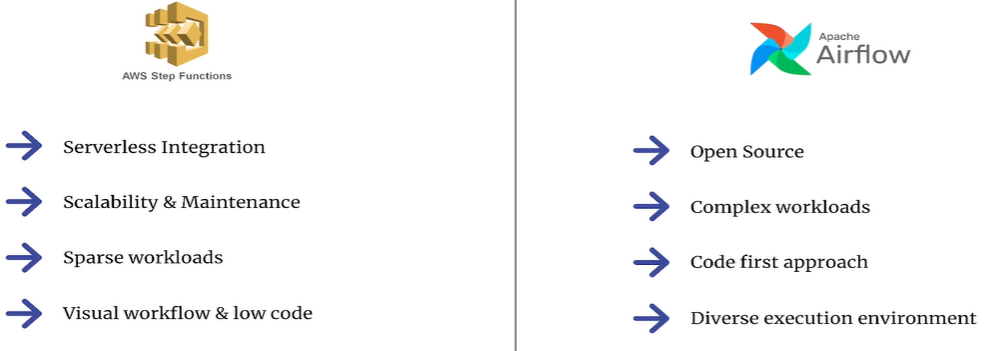 AWS Step Functions
Serverless Integration
Scalability & Maintenance
Sparse workloads
Visual workflow & low code
Apache
Airflow
Open Source
Complex workloads
Code first approach
Diverse execution environment